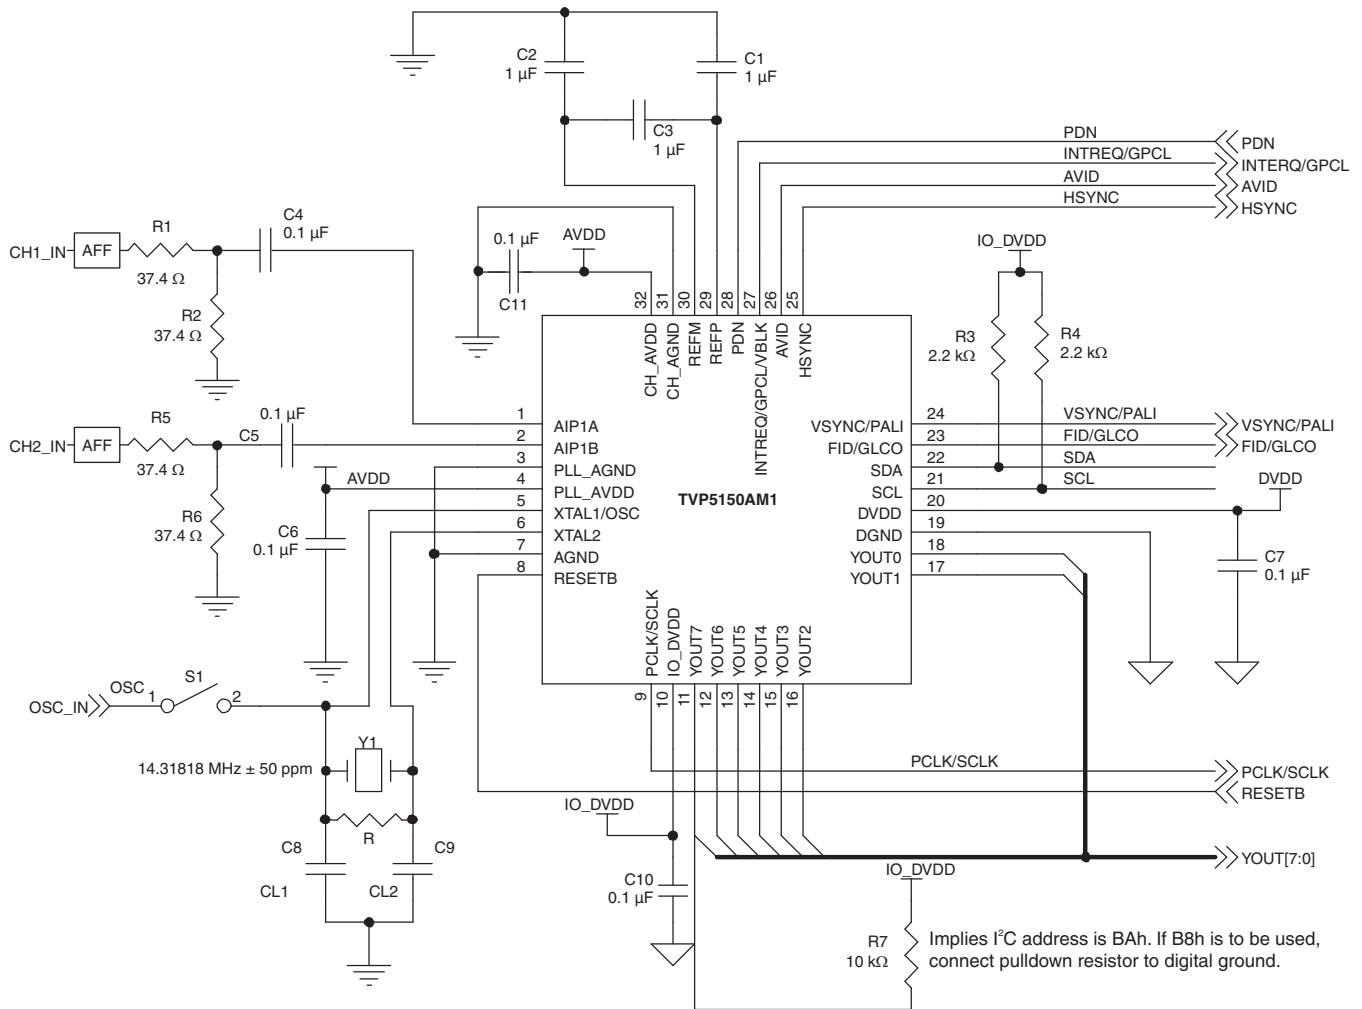 C2
1 µF
C1
1 µF
C3
1 µF
PDN
PDN
INTREQ/GPCL
INTERQ/GPCL
AVID
AVID
HSYNC
HSYNC
CH1_IN
AFF
R1
37.4 Ω
C4
0.1 µF
R2
37.4 Ω
0.1 µF
C11
AVDD
IO_DVDD
R3
2.2 kΩ
R4
2.2 kΩ
32
31
30
29
28
27
26
25
CH_AVDD
CH_AGND
REFM
REFP
PDN
INTREQ/GPCL/VBLK
AVID
HSYNC
CH2_IN
AFF
R5
37.4 Ω
0.1 µF
C5
R6
37.4 Ω
AVDD
C6
0.1 µF
1
AIP1A
2
AIP1B
3
PLL_AGND
4
PLL_AVDD
5
XTAL1/OSC
6
XTAL2
7
AGND
8
RESETB
TVP5150AM1
VSYNC/PALI
24
VSYNC/PALI
VSYNC/PALI
FID/GLCO
23
FID/GLCO
FID/GLCO
SDA
22
SDA
SCL
21
SCL
DVDD
20
DVDD
DGND
19
YOUT0
18
YOUT1
17
C7
0.1 µF
PCLK/SCLK
IO_DVDD
YOUT7
YOUT6
YOUT5
YOUT4
YOUT3
YOUT2
9
10
11
12
13
14
15
16
OSC_IN
OSC
1
S1
2
Y1
14.31818 MHz ± 50 ppm
R
C8
CL1
C9
CL2
PCLK/SCLK
PCLK/SCLK
RESETB
IO_DVDD
YOUT[7:0]
C10
0.1 µF
IO_DVDD
R7
10 kΩ
Implies I²C address is BAh. If B8h is to be used,
connect pulldown resistor to digital ground.